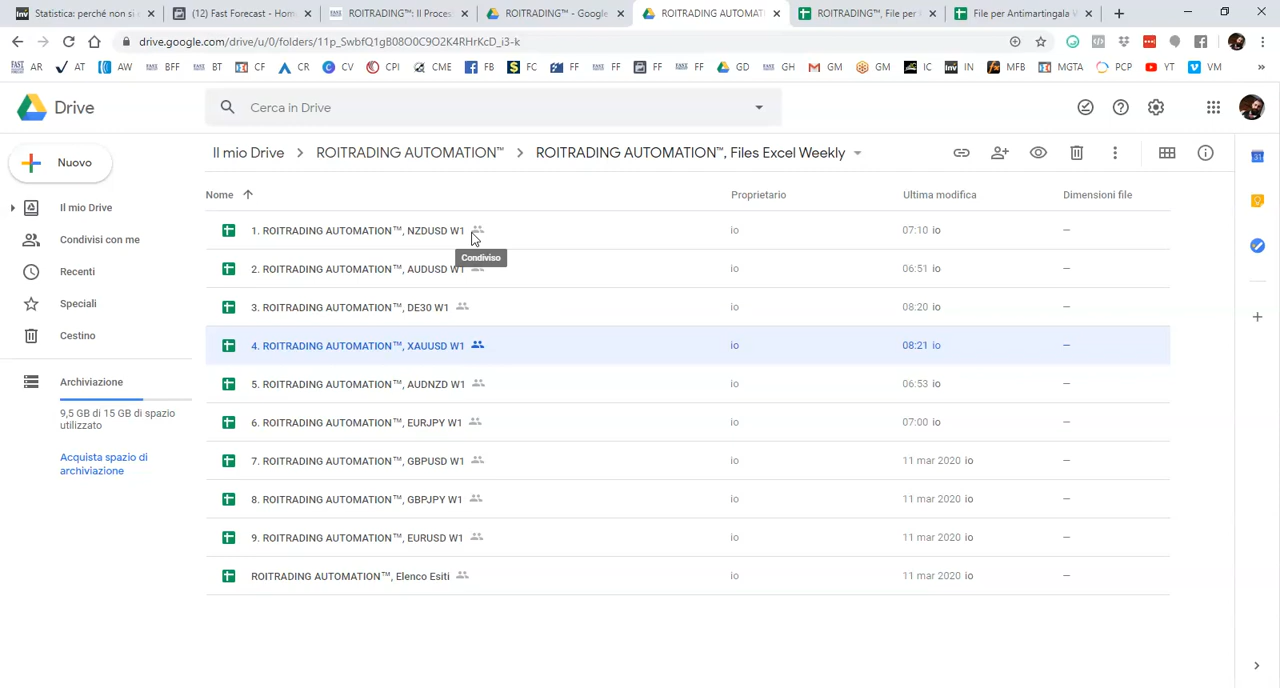 Statistica: perché non si
(12) Fast Forecast - Hom
ROITRADING™: Il Proces
ROITRADING™ - Google
ROITRADING AUTOMAT
ROITRADING™, File per
File per Antimartingala
drive.google.com/drive/u/0/folders/11p_SwbfQ1gB08O0C9O2K4RHrKcD_i3-k
AR AT AW BFF BT CF CR CV CPI CME FB FC FF FF FF FF GD GH GM GM IC IN MFB MGTA PCP YT VM »
Drive
Cerca in Drive
Nuovo
Il mio Drive > ROITRADING AUTOMATION™ > ROITRADING AUTOMATION™, Files Excel Weekly
Nome Proprietario Ultima modifica Dimensioni file
Il mio Drive
Condivisi con me
Recenti
Speciali
Cestino
Archiviazione
9,5 GB di 15 GB di spazio
utilizzato
Acquista spazio di
archiviazione
1. ROITRADING AUTOMATION™, NZDUSD W1 io 07:10 io –
Condiviso
2. ROITRADING AUTOMATION™, AUDUSD W1 io 06:51 io –
3. ROITRADING AUTOMATION™, DE30 W1 io 08:20 io –
4. ROITRADING AUTOMATION™, XAUUSD W1 io 08:21 io –
5. ROITRADING AUTOMATION™, AUDNZD W1 io 06:53 io –
6. ROITRADING AUTOMATION™, EURJPY W1 io 07:00 io –
7. ROITRADING AUTOMATION™, GBPUSD W1 io 11 mar 2020 io –
8. ROITRADING AUTOMATION™, GBPJPY W1 io 11 mar 2020 io –
9. ROITRADING AUTOMATION™, EURUSD W1 io 11 mar 2020 io –
ROITRADING AUTOMATION™, Elenco Esiti io 11 mar 2020 io –